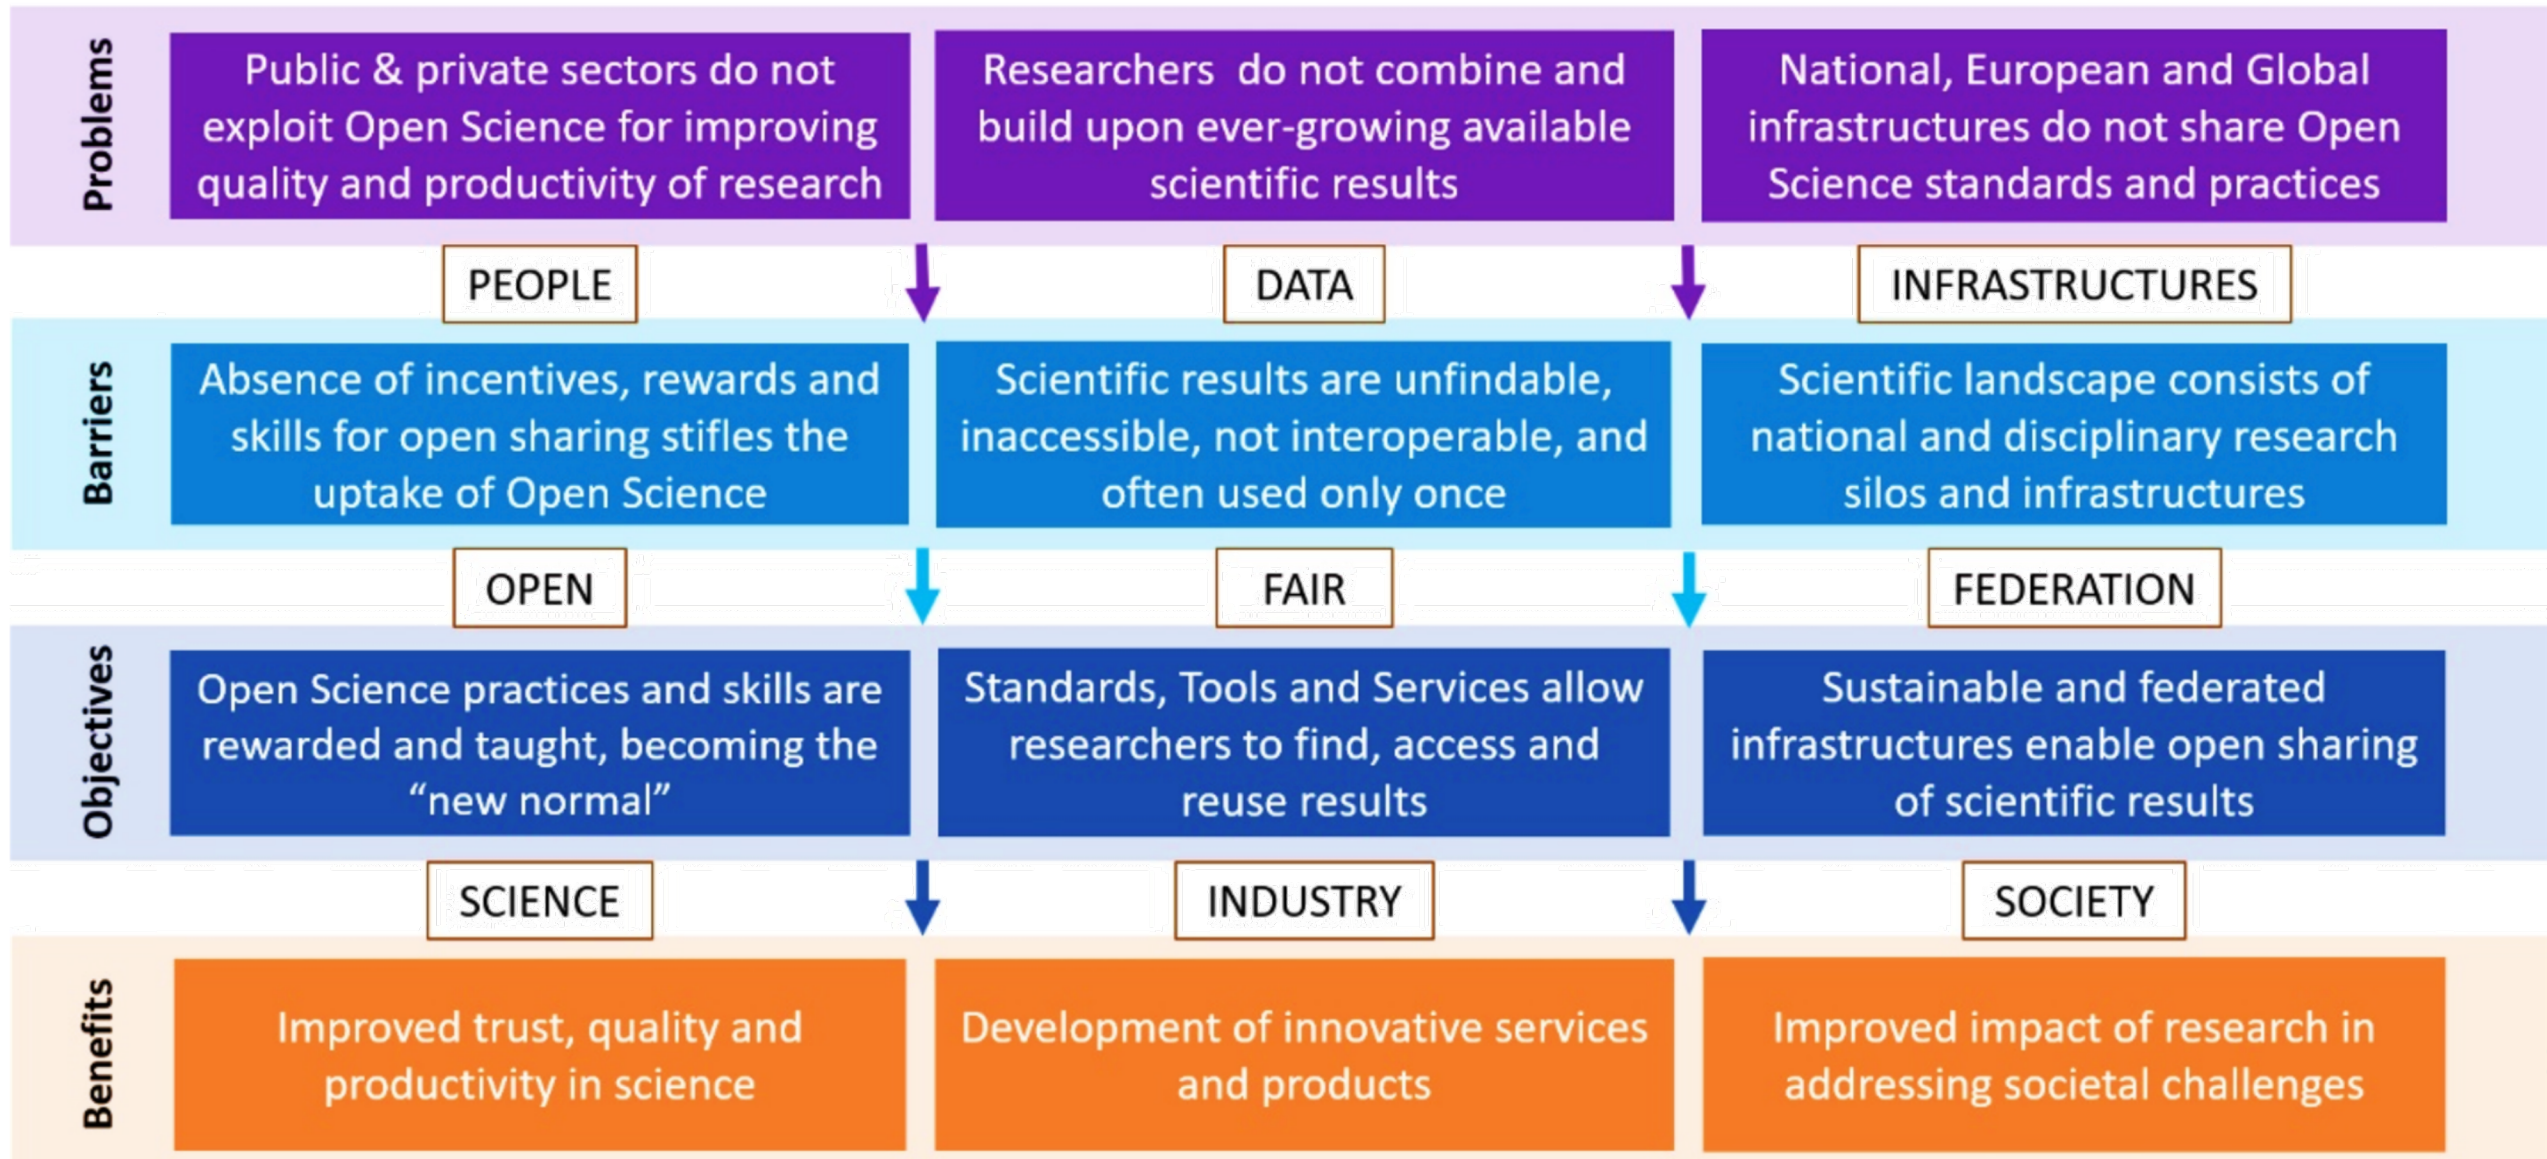 Problems
Public & private sectors do not
exploit Open Science for improving
quality and productivity of research
Researchers do not combine and
build upon ever-growing available
scientific results
National, European and Global
infrastructures do not share Open
Science standards and practices
PEOPLE
DATA
INFRASTRUCTURES
Barriers
Absence of incentives, rewards and
skills for open sharing stifles the
uptake of Open Science
Scientific results are unfindable,
inaccessible, not interoperable, and
often used only once
Scientific landscape consists of
national and disciplinary research
silos and infrastructures
OPEN
FAIR
FEDERATION
Objectives
Open Science practices and skills are
rewarded and taught, becoming the
“new normal”
Standards, Tools and Services allow
researchers to find, access and
reuse results
Sustainable and federated
infrastructures enable open sharing
of scientific results
SCIENCE
INDUSTRY
SOCIETY
Benefits
Improved trust, quality and
productivity in science
Development of innovative services
and products
Improved impact of research in
addressing societal challenges